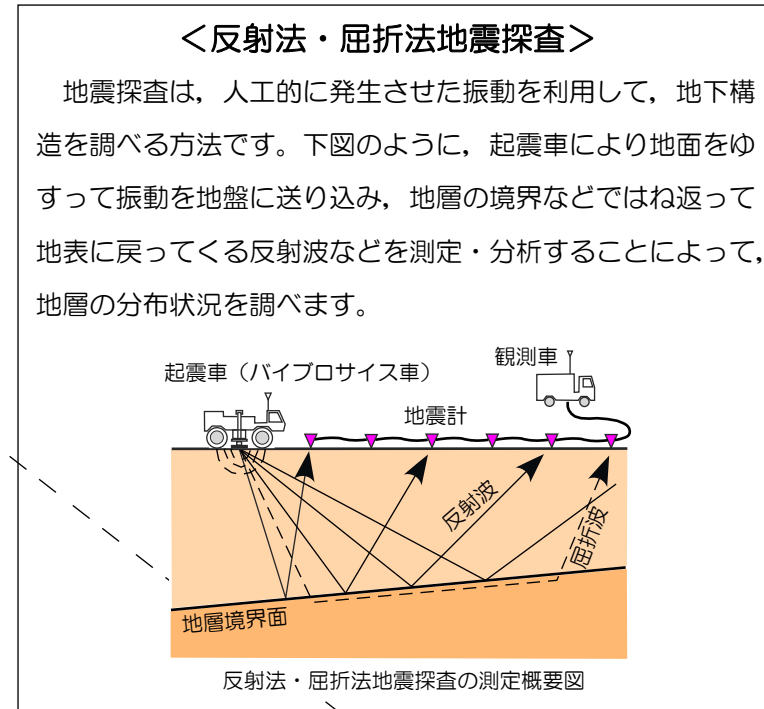 ＜反射法・屈折法地震探査＞
地震探査は，人工的に発生させた振動を利用して，地下構
造を調べる方法です。下図のように，起震車により地面をゆ
すって振動を地盤に送り込み，地層の境界などではね返って
地表に戻ってくる反射波などを測定・分析することによって，
地層の分布状況を調べます。
観測車
起震車（バイブロサイス車）
地震計
反射波
屈折波
地層境界面
反射法・屈折法地震探査の測定概要図